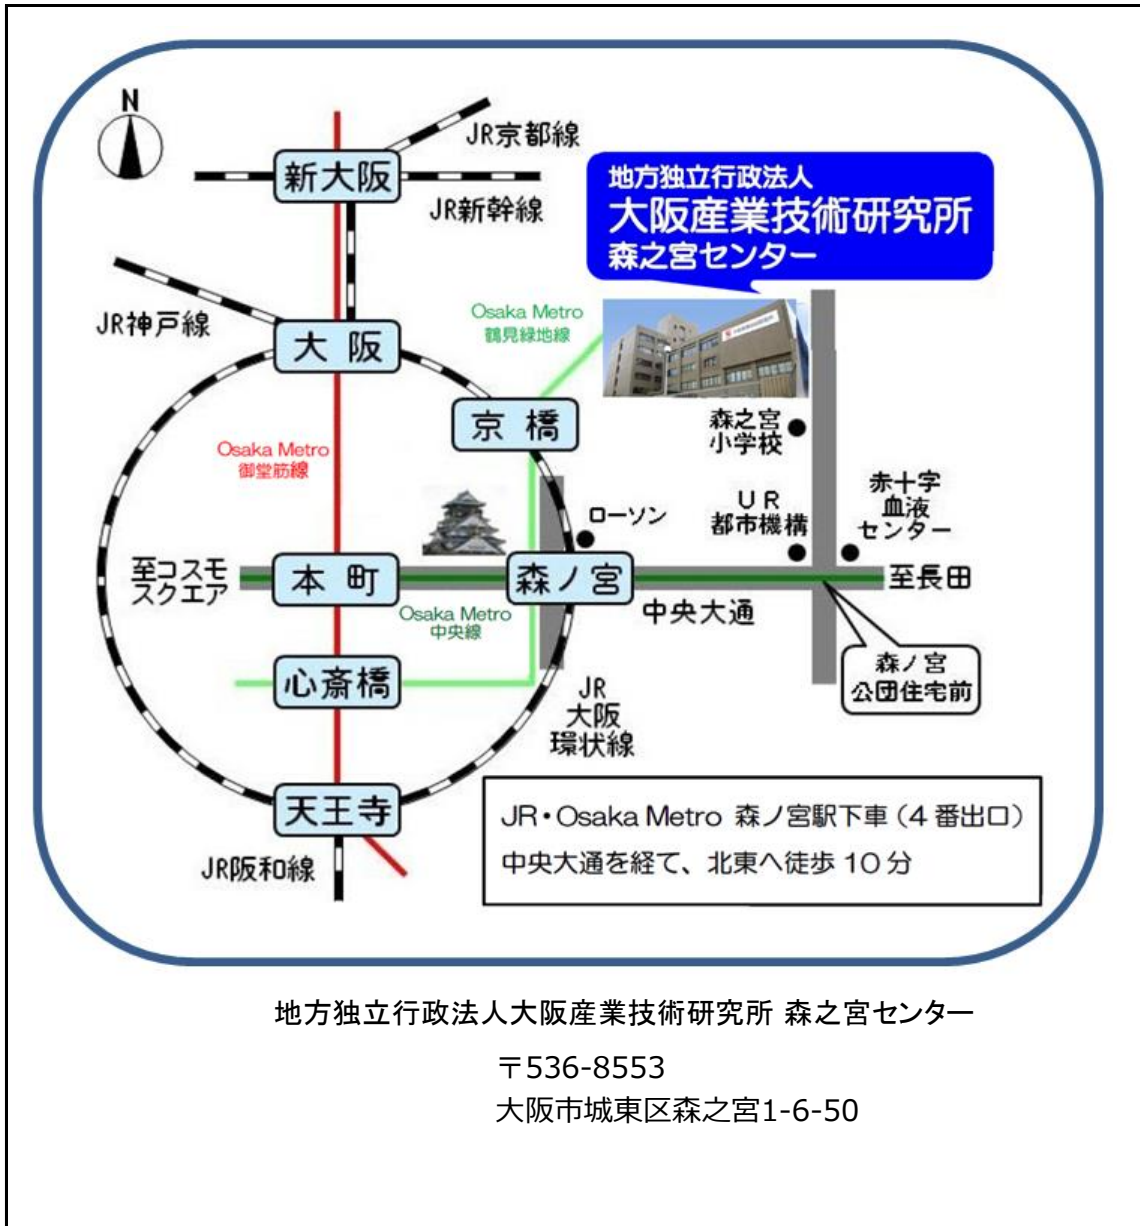 N
JR京都線
新大阪
JR新幹線
地方独立行政法人
大阪産業技術研究所
森之宮センター
JR神戸線
大阪
Osaka Metro
鶴見緑地線
京橋
森之宮
小学校
Osaka Metro
御堂筋線
ローソン
UR
都市機構
赤十字
血液
センター
至コスモ
スクエア
本町
森ノ宮
至長田
Osaka Metro
中央線
中央大通
心斎橋
森ノ宮
公団住宅前
JR
大阪
環状線
天王寺
JR阪和線
JR・Osaka Metro 森ノ宮駅下車(4番出口)
中央大通を経て、北東へ徒歩10分
地方独立行政法人大阪産業技術研究所 森之宮センター
〒536-8553
大阪市城東区森之宮1-6-50